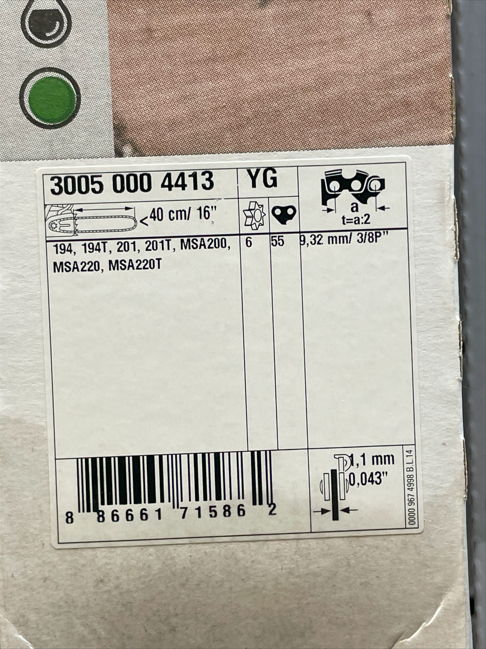 3005 000 4413 YG
40 cm/ 16"
a
t=a:2
194, 194T, 201, 201T, MSA200, 6 55 9,32 mm/ 3/8P"
MSA220, MSA220T
1,1 mm
0,043"
0000 967 4998 B.L.14
8 86661 71586 2